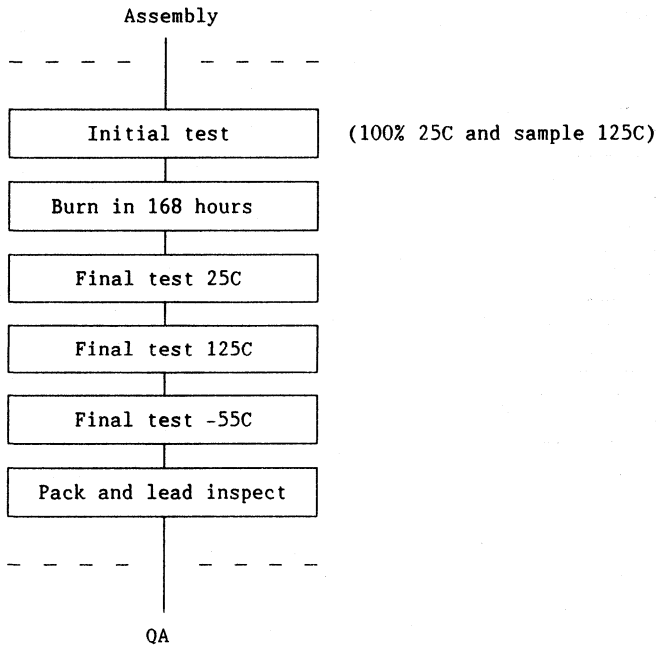 Assembly
Initial test (100% 25C and sample 125C)
Burn in 168 hours
Final test 25C
Final test 125C
Final test -55C
Pack and lead inspect
QA